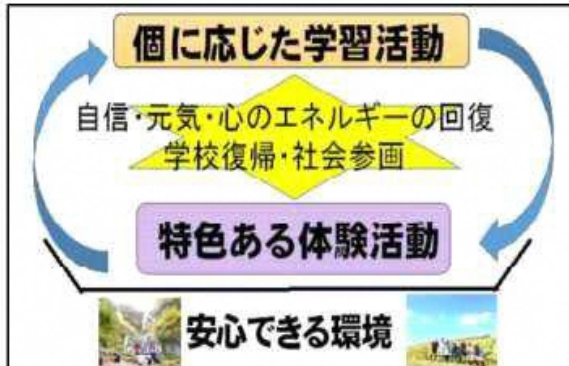 個に応じた学習活動
自信・元気・心のエネルギーの回復
学校復帰・社会参画
特色ある体験活動
安心できる環境